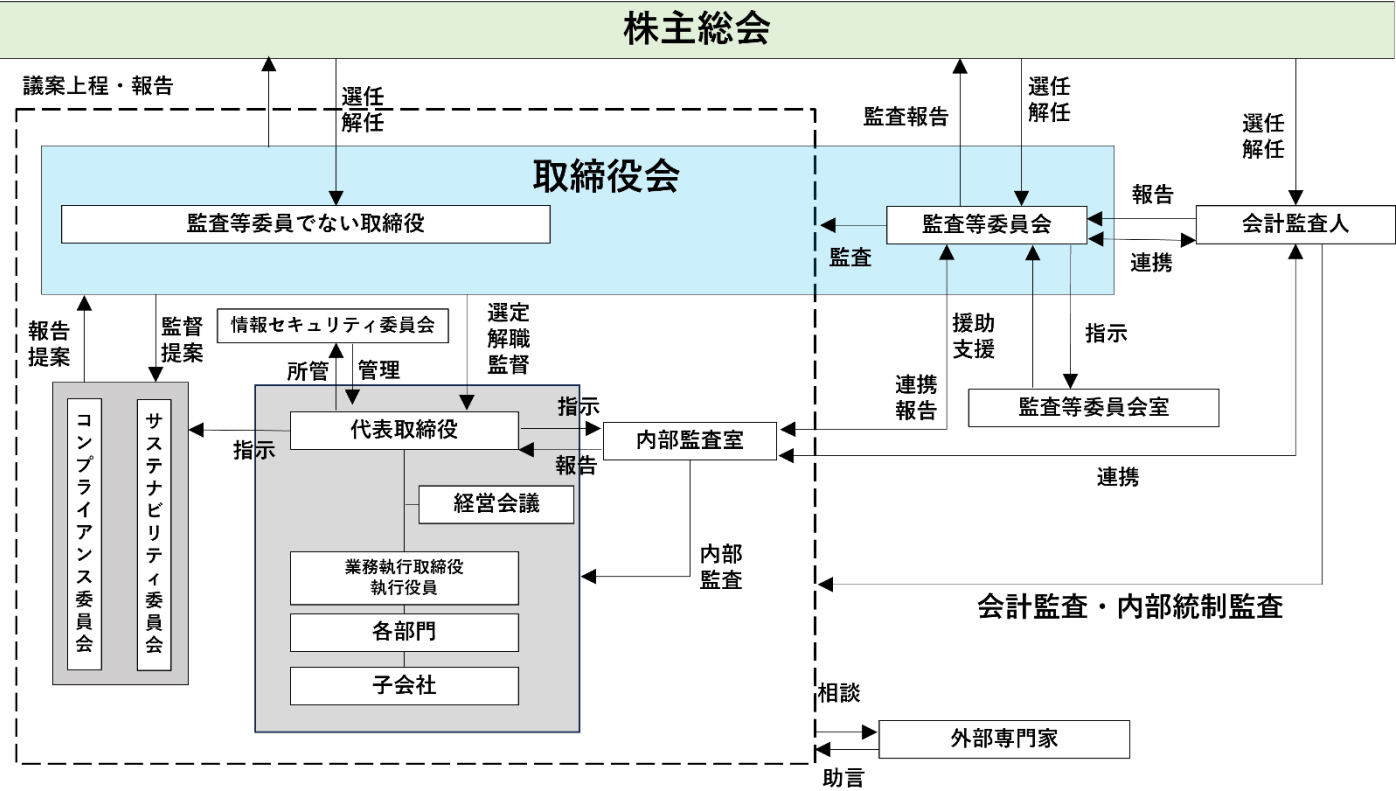 株主総会
議案上程・報告
選任
解任
監査報告
選任
解任
選任
解任
取締役会
監査等委員でない取締役
監査等委員会
報告
会計監査人
監査
連携
報告
提案
監督
提案
情報セキュリティ委員会
選定
解職
監督
援助
支援
指示
所管
管理
連携
報告
監査等委員会室
コンプライアンス委員会
サステナビリティ委員会
指示
代表取締役
指示
報告
内部監査室
連携
経営会議
内部
監査
業務執行取締役
執行役員
会計監査・内部統制監査
各部門
子会社
相談
外部専門家
助言